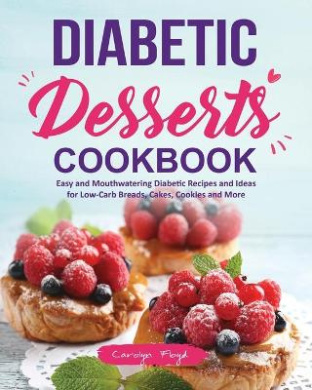 DIABETIC
Desserts
COOKBOOK
Easy and Mouthwatering Diabetic Recipes and Ideas
for Low-Carb Breads, Cakes, Cookies and More
Carolyn Floyd